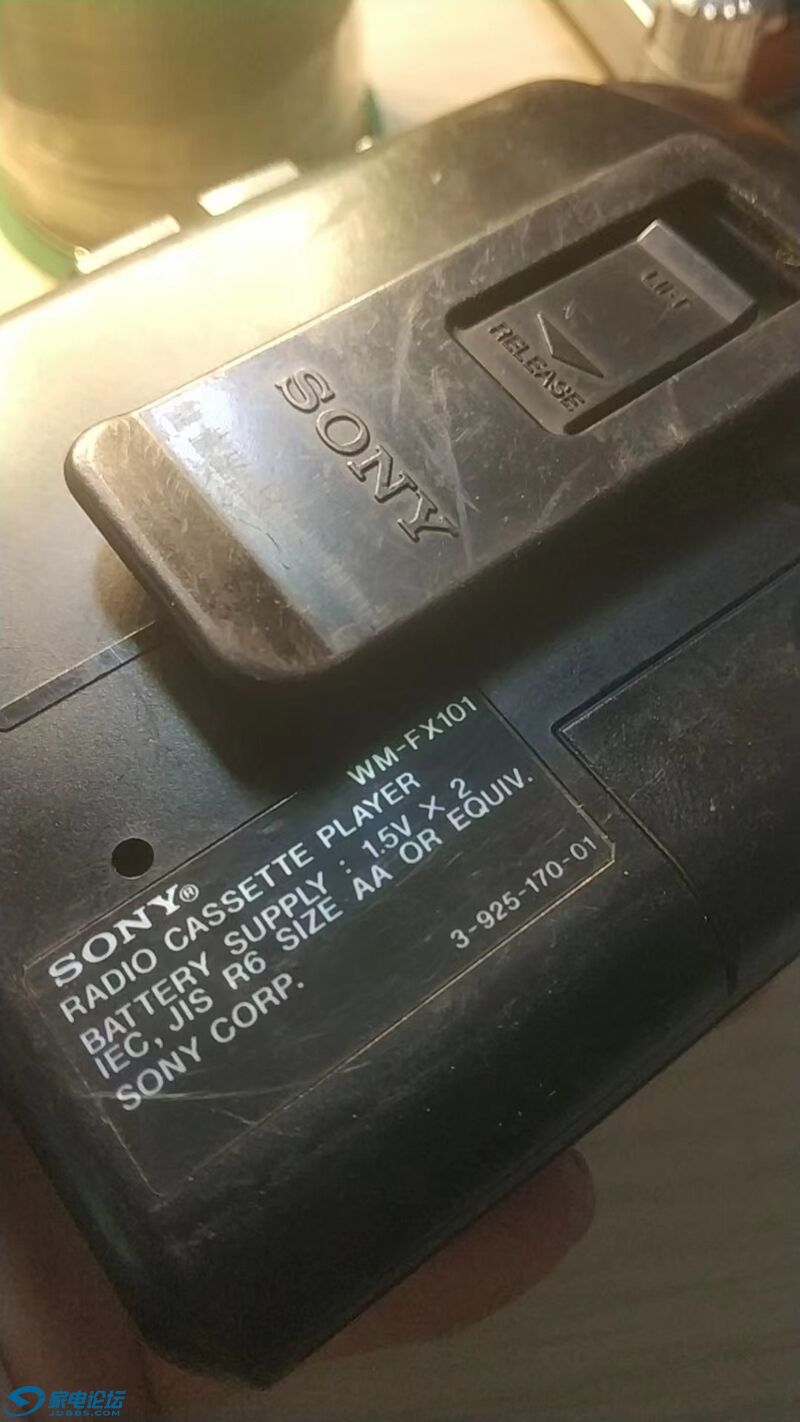 LIFT
RELEASE
SONY
SONY® WM-FX101
RADIO CASSETTE PLAYER
BATTERY SUPPLY : 1.5V X 2
IEC, JIS R6 SIZE AA OR EQUIV.
SONY CORP. 3-925-170-01
家电论坛
JDBBS.COM